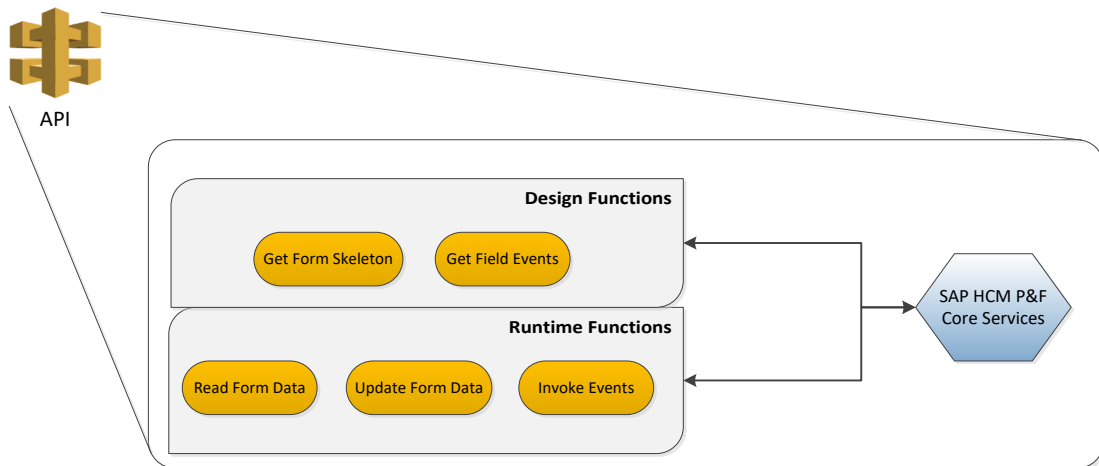 API
Design Functions
Get Form Skeleton
Get Field Events
SAP HCM P&F
Core Services
Runtime Functions
Read Form Data
Update Form Data
Invoke Events